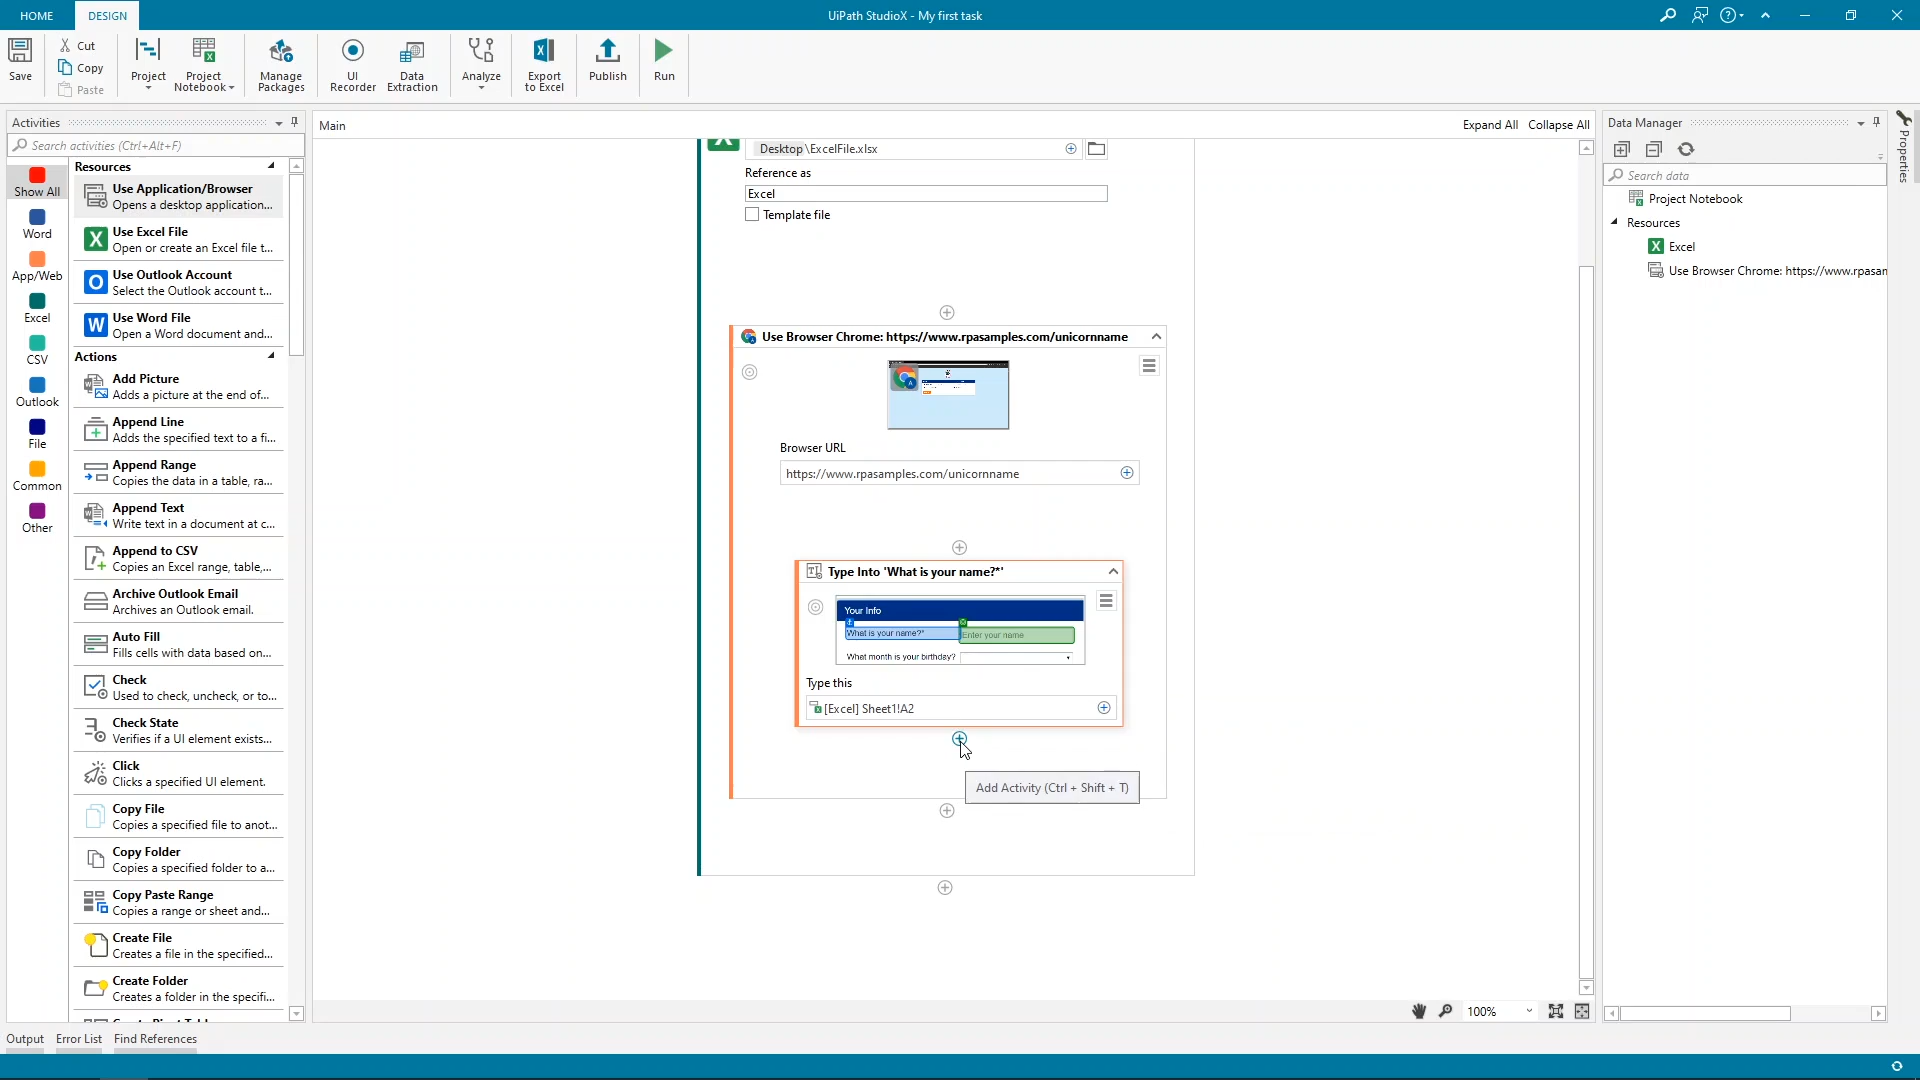 HOME
DESIGN
UiPath StudioX - My first task
Save
Cut
Copy
Paste
Project
Project
Notebook
Manage
Packages
UI
Recorder
Data
Extraction
Analyze
Export
to Excel
Publish
Run
Activities
Search activities (Ctrl+Alt+F)
Show All
Word
App/Web
Excel
CSV
Outlook
File
Common
Other
Resources
Use Application/Browser
Opens a desktop application...
Use Excel File
Open or create an Excel file t...
Use Outlook Account
Select the Outlook account t...
Use Word File
Open a Word document and...
Actions
Add Picture
Adds a picture at the end of...
Append Line
Adds the specified text to a fi...
Append Range
Copies the data in a table, ra...
Append Text
Write text in a document at c...
Append to CSV
Copies an Excel range, table,...
Archive Outlook Email
Archives an Outlook email.
Auto Fill
Fills cells with data based on...
Check
Used to check, uncheck, or to...
Check State
Verifies if a UI element exists...
Click
Clicks a specified UI element.
Copy File
Copies a specified file to anot...
Copy Folder
Copies a specified folder to a...
Copy Paste Range
Copies a range or sheet and...
Create File
Creates a file in the specified...
Create Folder
Creates a folder in the specifi...
Main
Expand All
Collapse All
Desktop\ExcelFile.xlsx
Reference as
Excel
Template file
Use Browser Chrome: https://www.rpasamples.com/unicornname
Browser URL
https://www.rpasamples.com/unicornname
Type Into 'What is your name?*'
Your Info
What is your name?*
Enter your name
What month is your birthday?
Type this
[Excel] Sheet1!A2
Add Activity (Ctrl + Shift + T)
100%
Data Manager
Search data
Project Notebook
Resources
Excel
Use Browser Chrome: https://www.rpasan
Properties
Output
Error List
Find References